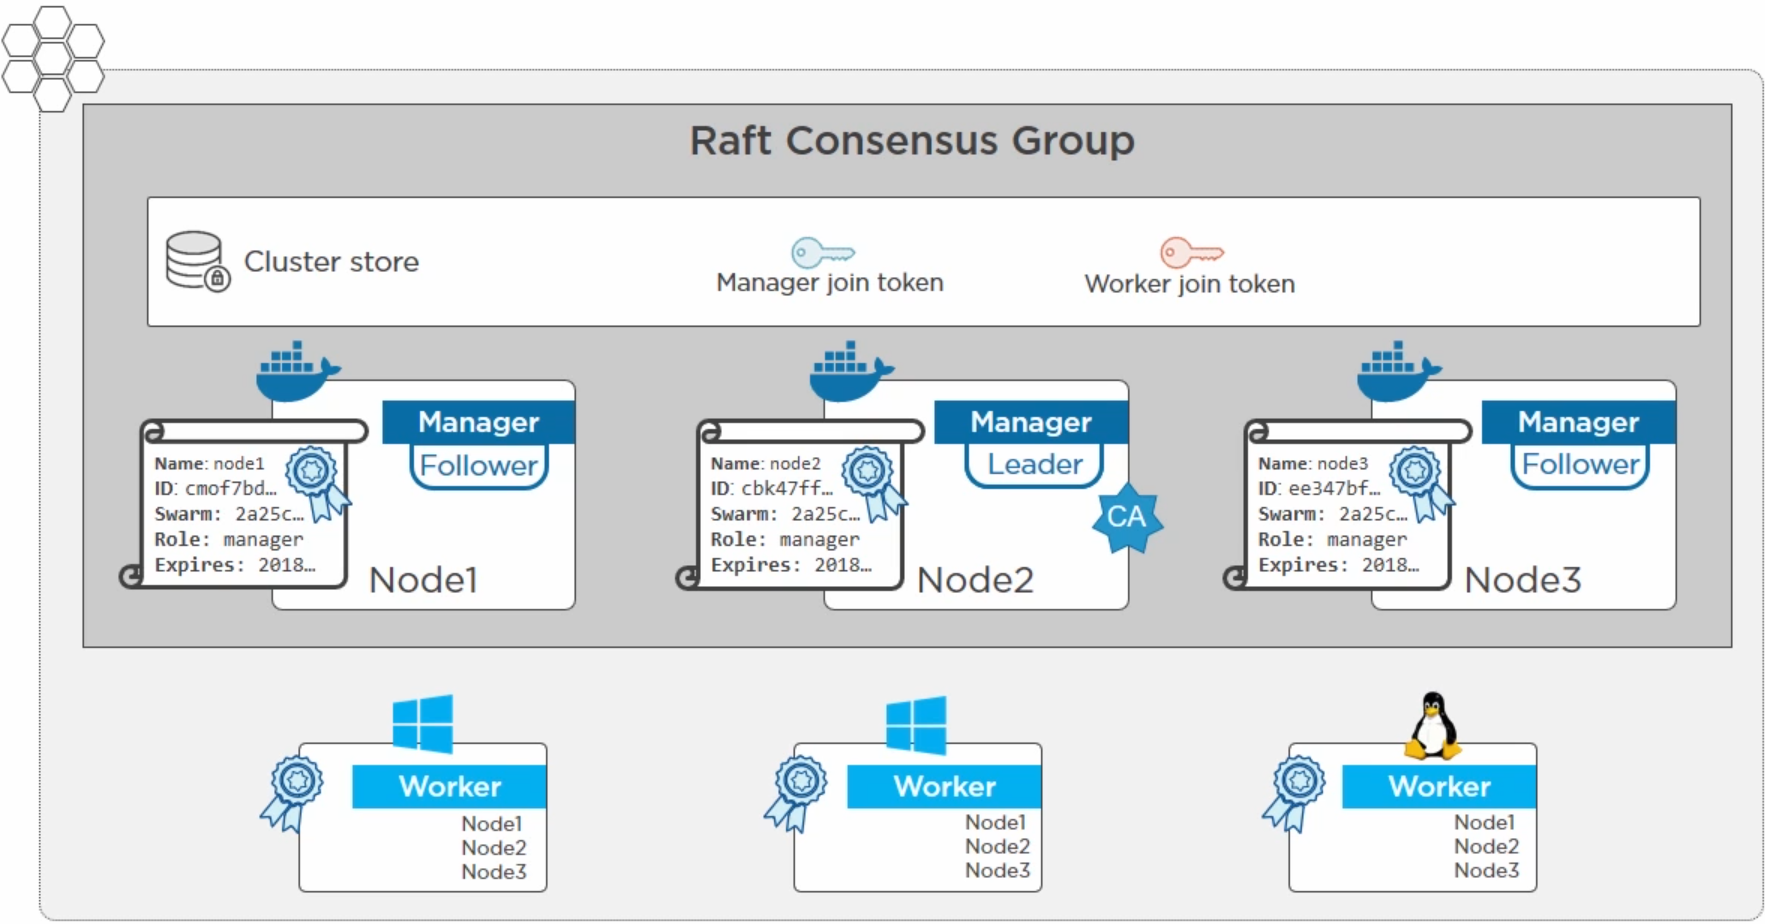 Raft Consensus Group
Cluster store
Manager join token
Worker join token
Manager
Follower
Name: node1
ID: cmof7bd…
Swarm: 2a25c…
Role: manager
Expires: 2018…
Node1
Manager
Leader
CA
Name: node2
ID: cbk47ff…
Swarm: 2a25c…
Role: manager
Expires: 2018…
Node2
Manager
Follower
Name: node3
ID: ee347bf…
Swarm: 2a25c…
Role: manager
Expires: 2018…
Node3
Worker
Node1
Node2
Node3
Worker
Node1
Node2
Node3
Worker
Node1
Node2
Node3